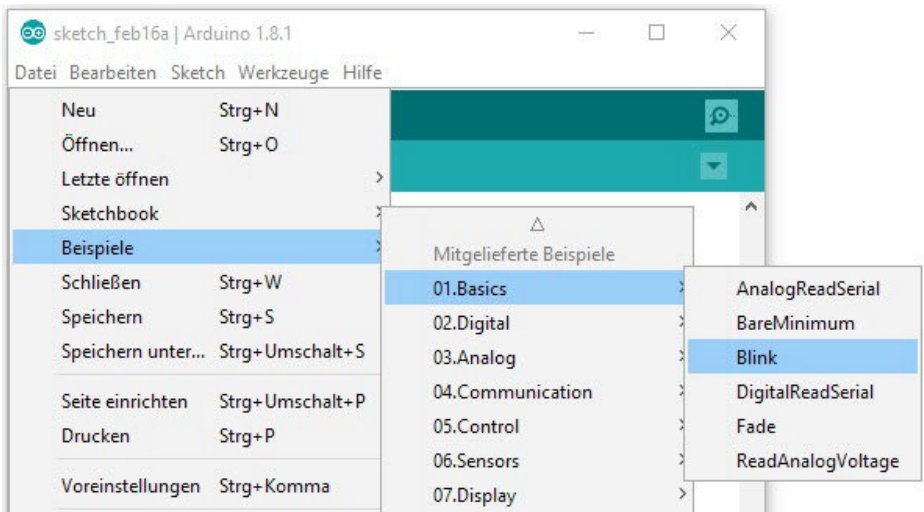 sketch_feb16a | Arduino 1.8.1
Datei Bearbeiten Sketch Werkzeuge Hilfe
Neu Strg+N
Öffnen... Strg+O
Letzte öffnen
Sketchbook
Beispiele
Schließen Strg+W
Speichern Strg+S
Speichern unter... Strg+Umschalt+S
Seite einrichten Strg+Umschalt+P
Drucken Strg+P
Voreinstellungen Strg+Komma
Mitgelieferte Beispiele
01.Basics
02.Digital
03.Analog
04.Communication
05.Control
06.Sensors
07.Display
AnalogReadSerial
BareMinimum
Blink
DigitalReadSerial
Fade
ReadAnalogVoltage